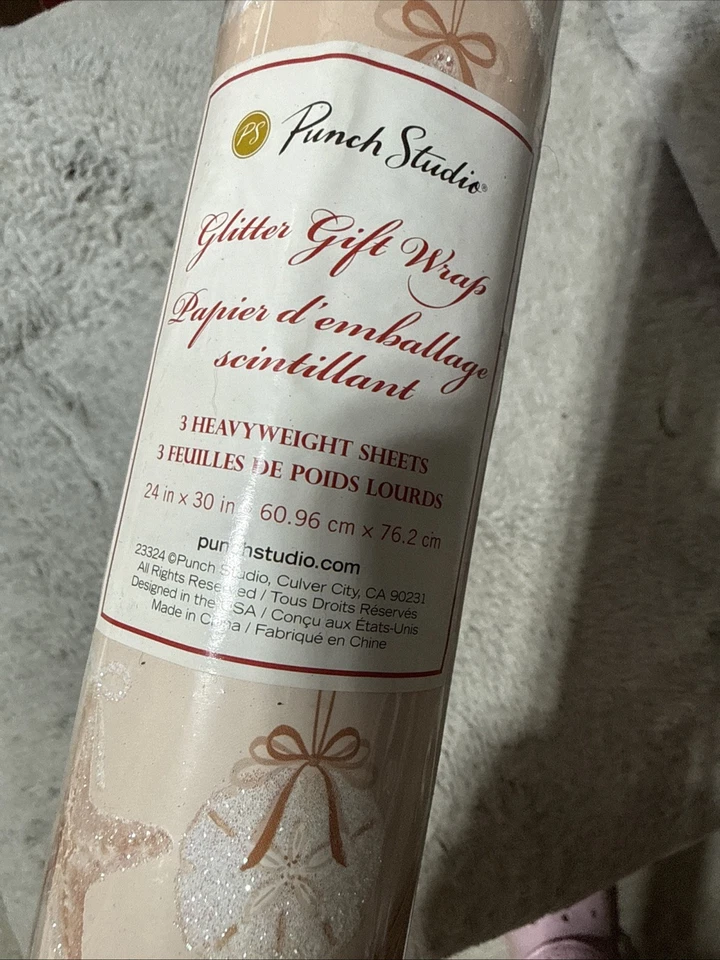 PS Punch Studio®
Glitter Gift Wrap
Papier d'emballage
scintillant
3 HEAVYWEIGHT SHEETS
3 FEUILLES DE POIDS LOURDS
24 in x 30 in 60.96 cm x 76.2 cm
punchstudio.com
23324 ©Punch Studio, Culver City, CA 90231
All Rights Reserved / Tous Droits Réservés
Designed in the USA / Conçu aux États-Unis
Made in China / Fabriqué en Chine